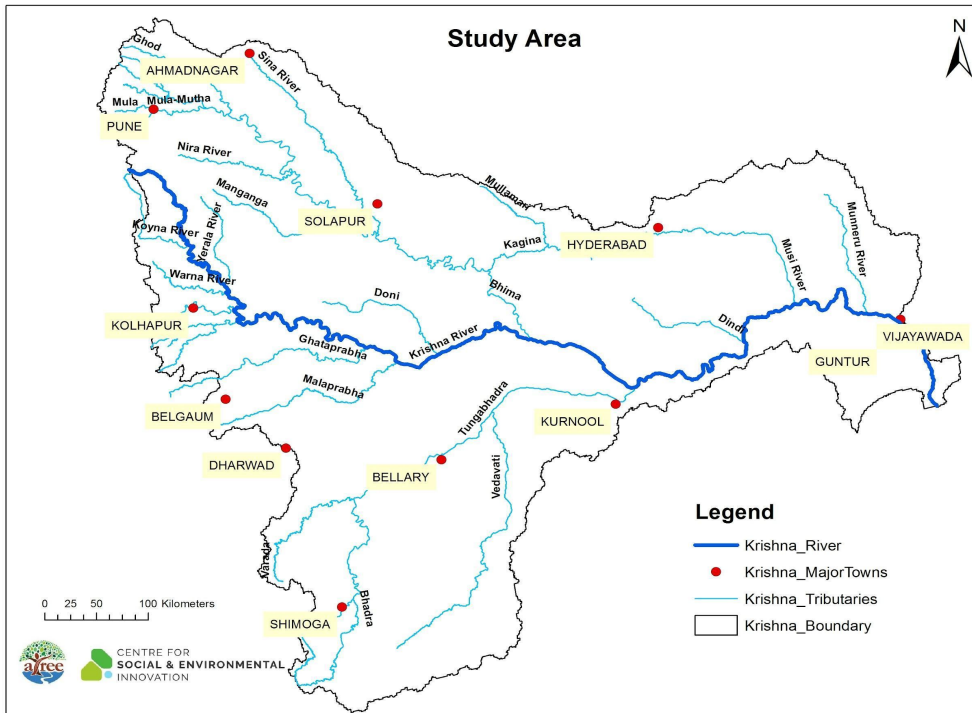 Study Area
N
Ghod
AHMADNAGAR
Sina River
Mula
Mula-Mutha
PUNE
Nira River
Manganga
SOLAPUR
Mullamari
Koyna River
Yerala River
Kagina
HYDERABAD
Munneru River
Musi River
Warna River
Doni
Bhima
KOLHAPUR
Krishna River
Dindi
VIJAYAWADA
Ghataprabha
GUNTUR
Malaprabha
BELGAUM
Tungabhadra
KURNOOL
DHARWAD
BELLARY
Vedavati
Varada
Bhadra
SHIMOGA
Legend
Krishna_River
Krishna_MajorTowns
Krishna_Tributaries
Krishna_Boundary
0 25 50 100 Kilometers
atree
CENTRE FOR
SOCIAL & ENVIRONMENTAL
INNOVATION